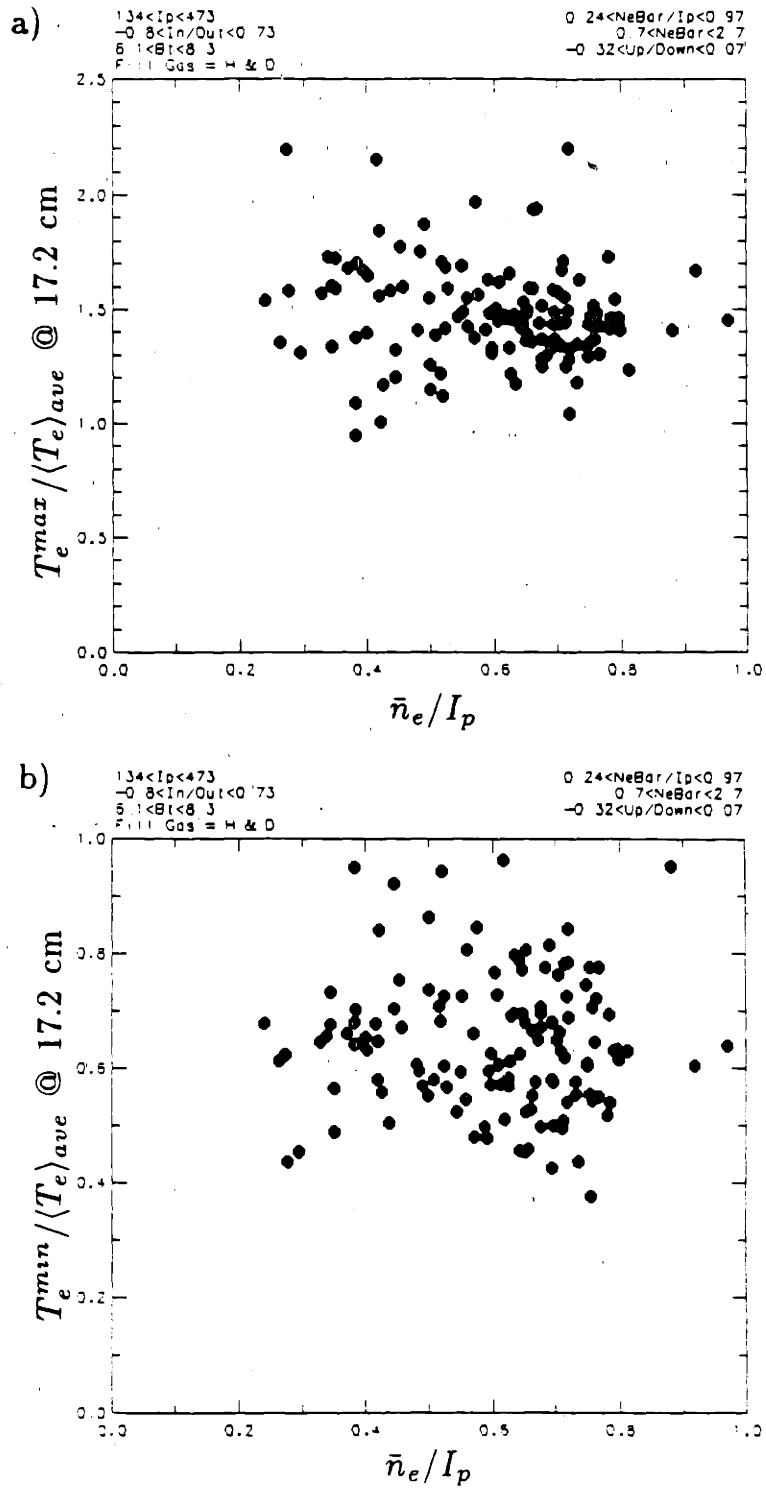 a)
134<Ip<473
-0 8<In/Out<0 73
6.1<Bt<8 3
Fill Gas = H & D
0 24<NeBar/Ip<0 97
0.7<NeBar<2 7
-0 32<Up/Down<0 07
2.5
2.0
1.5
1.0
0.5
0.0
0.0 0.2 0.4 0.6 0.8 1.0
T_e^{max}/⟨T_e⟩_{ave} @ 17.2 cm
n̄_e/I_p
b)
134<Ip<473
-0 8<In/Out<0 73
6.1<Bt<8 3
Fill Gas = H & D
0 24<NeBar/Ip<0 97
0.7<NeBar<2 7
-0 32<Up/Down<0 07
1.0
0.8
0.6
0.4
0.2
0.0
0.0 0.2 0.4 0.6 0.8 1.0
T_e^{min}/⟨T_e⟩_{ave} @ 17.2 cm
n̄_e/I_p